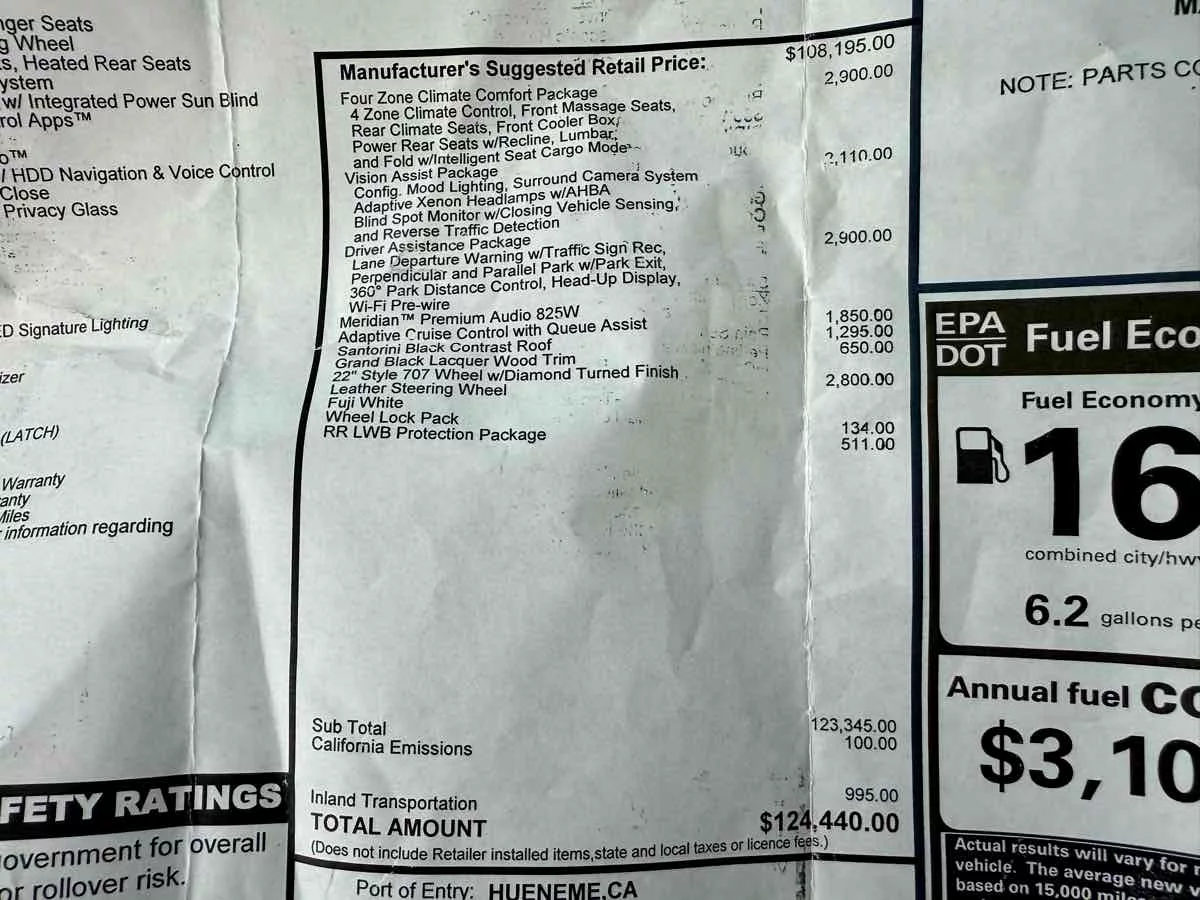 nger Seats
g Wheel
s, Heated Rear Seats
ystem
w/ Integrated Power Sun Blind
rol Apps™
o™
/ HDD Navigation & Voice Control
Close
Privacy Glass
ED Signature Lighting
izer
(LATCH)
Warranty
anty
Miles
r information regarding
FETY RATINGS
overnment for overall
or rollover risk.
Manufacturer's Suggested Retail Price: $108,195.00
Four Zone Climate Comfort Package 2,900.00
4 Zone Climate Control, Front Massage Seats,
Rear Climate Seats, Front Cooler Box,
Power Rear Seats w/Recline, Lumbar,
and Fold w/Intelligent Seat Cargo Mode
Vision Assist Package 2,110.00
Config. Mood Lighting, Surround Camera System
Adaptive Xenon Headlamps w/AHBA
Blind Spot Monitor w/Closing Vehicle Sensing,
and Reverse Traffic Detection
Driver Assistance Package 2,900.00
Lane Departure Warning w/Traffic Sign Rec,
Perpendicular and Parallel Park w/Park Exit,
360° Park Distance Control, Head-Up Display,
Wi-Fi Pre-wire
Meridian™ Premium Audio 825W 1,850.00
Adaptive Cruise Control with Queue Assist 1,295.00
Santorini Black Contrast Roof 650.00
Grand Black Lacquer Wood Trim
22" Style 707 Wheel w/Diamond Turned Finish 2,800.00
Leather Steering Wheel
Fuji White
Wheel Lock Pack 134.00
RR LWB Protection Package 511.00
Sub Total 123,345.00
California Emissions 100.00
Inland Transportation 995.00
TOTAL AMOUNT $124,440.00
(Does not include Retailer installed items,state and local taxes or licence fees.)
Port of Entry: HUENEME,CA
M
NOTE: PARTS CO
EPA
DOT
Fuel Eco
Fuel Economy
16
combined city/hw
6.2 gallons pe
Annual fuel co
$3,10
Actual results will vary for
vehicle. The average new v
based on 15,000 miles